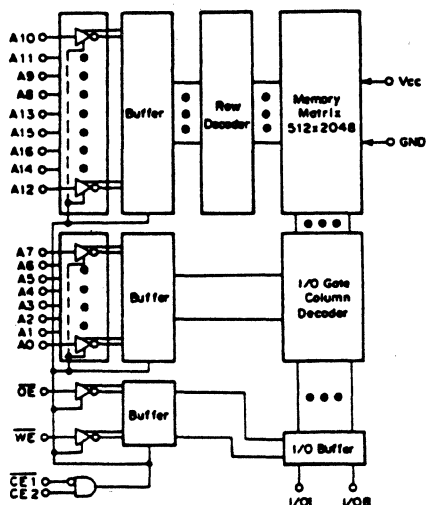 A10
A11
A9
A8
A13
A15
A16
A14
A12
Buffer
Row
Decoder
Memory
Matrix
512x2048
Vcc
GND
A7
A6
A5
A4
A3
A2
A1
A0
Buffer
I/O Gate
Column
Decoder
OE
WE
Buffer
I/O Buffer
CE1
CE2
I/O1
I/O8